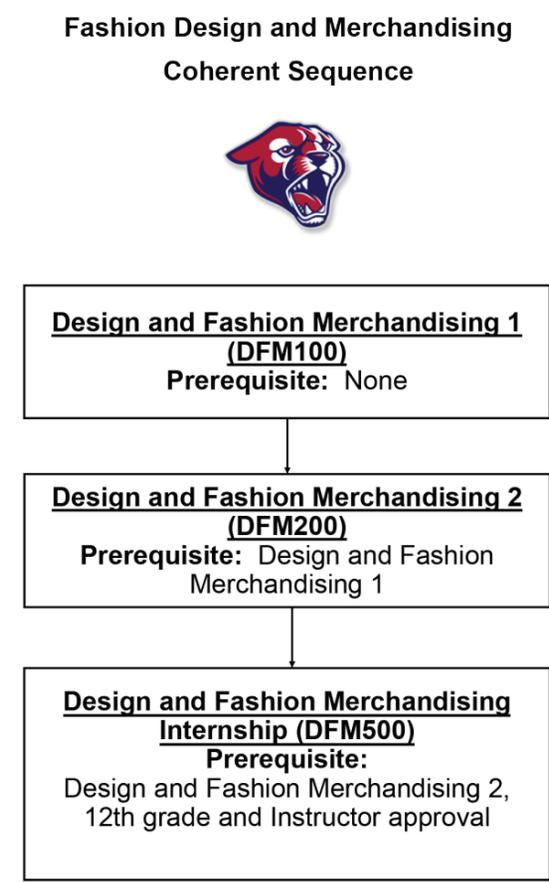 Fashion Design and Merchandising
Coherent Sequence
Design and Fashion Merchandising 1
(DFM100)
Prerequisite: None
Design and Fashion Merchandising 2
(DFM200)
Prerequisite: Design and Fashion
Merchandising 1
Design and Fashion Merchandising
Internship (DFM500)
Prerequisite:
Design and Fashion Merchandising 2,
12th grade and Instructor approval